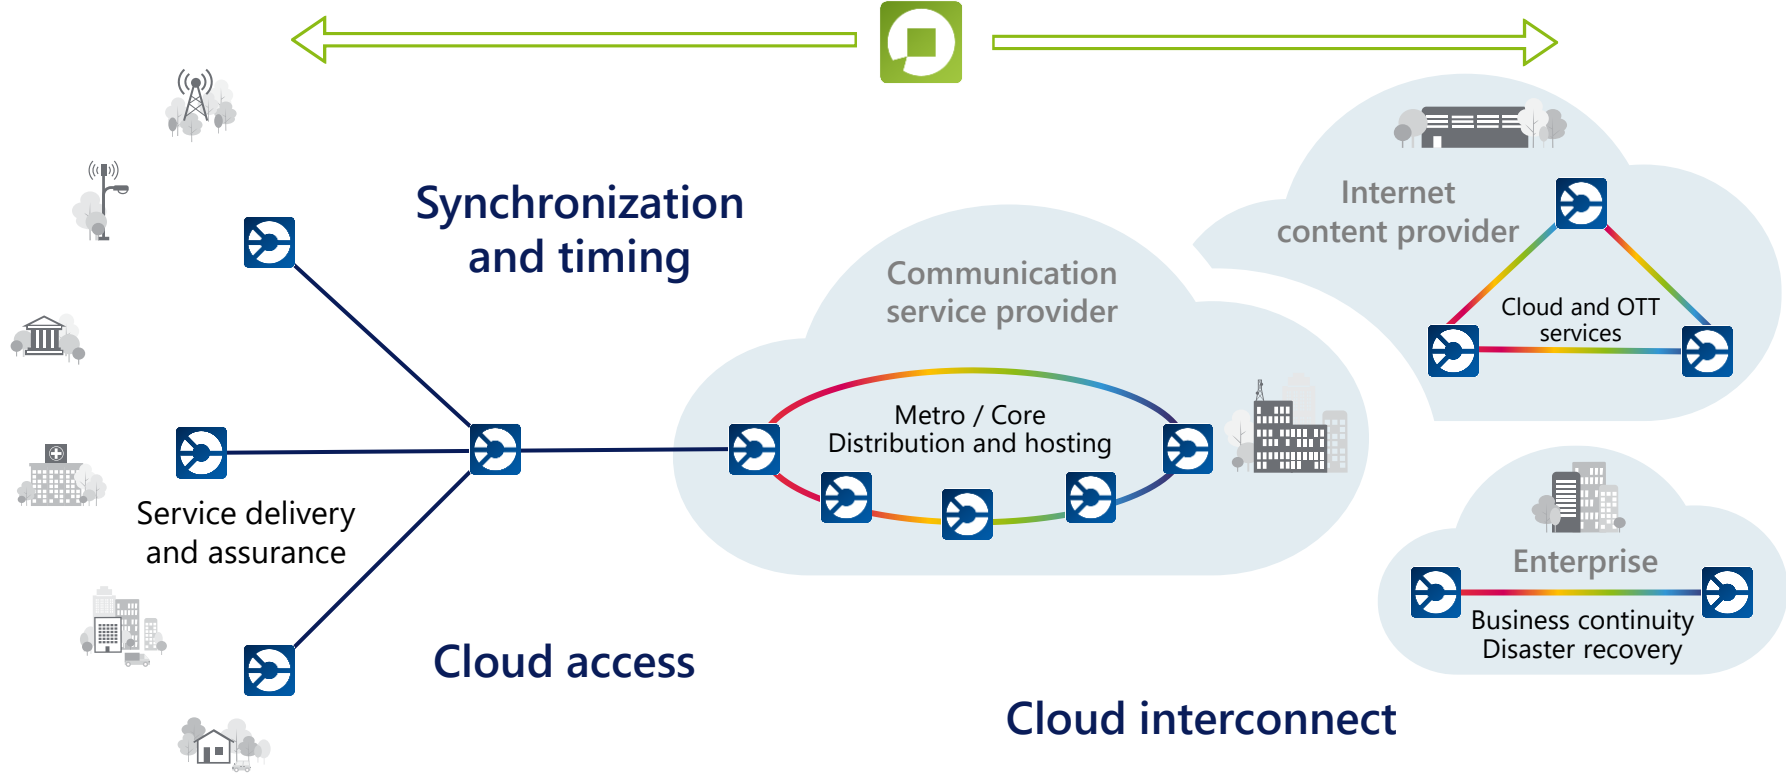 Synchronization
and timing
Internet
content provider
Communication
service provider
Cloud and OTT
services
Metro / Core
Distribution and hosting
Service delivery
and assurance
Enterprise
Business continuity
Disaster recovery
Cloud access
Cloud interconnect